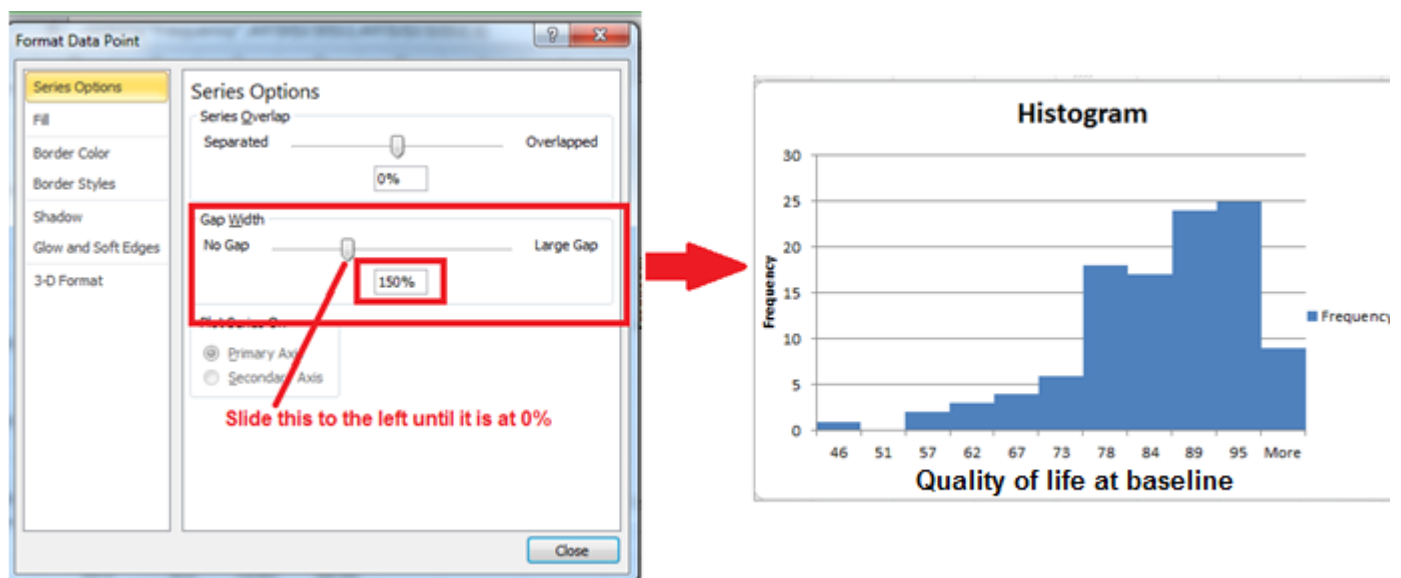 Format Data Point
Series Options
Fill
Border Color
Border Styles
Shadow
Glow and Soft Edges
3-D Format
Series Options
Series Overlap
Separated
Overlapped
0%
Gap Width
No Gap
Large Gap
150%
Plot Series On
Primary Axis
Secondary Axis
Slide this to the left until it is at 0%
Close
Histogram
30
25
20
15
10
5
0
Frequency
46 51 57 62 67 73 78 84 89 95 More
Quality of life at baseline
Frequency